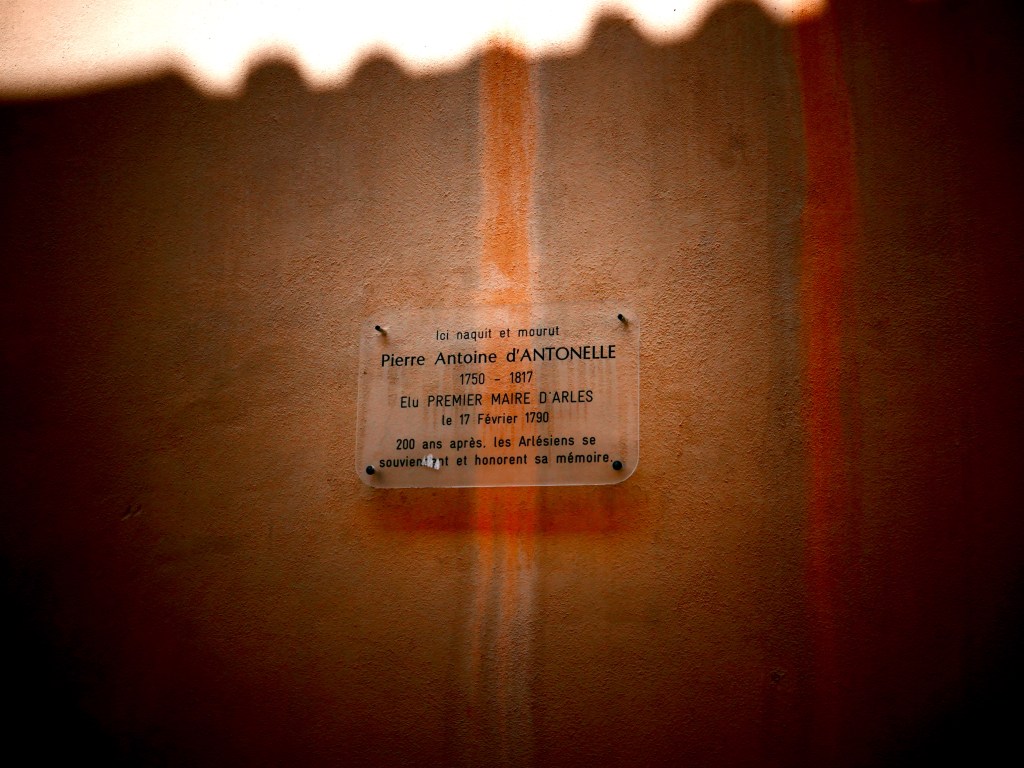 Ici naquit et mourut
Pierre Antoine d'ANTONELLE
1750 - 1817
Elu PREMIER MAIRE D'ARLES
le 17 Février 1790
200 ans après, les Arlésiens se
et honorent sa mémoire.